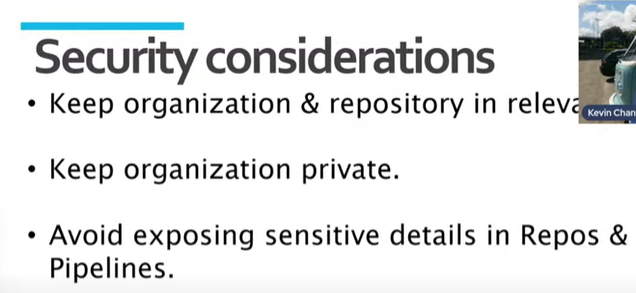 Security considerations
• Keep organization & repository in releva
Kevin Chan
• Keep organization private.
• Avoid exposing sensitive details in Repos &
Pipelines.